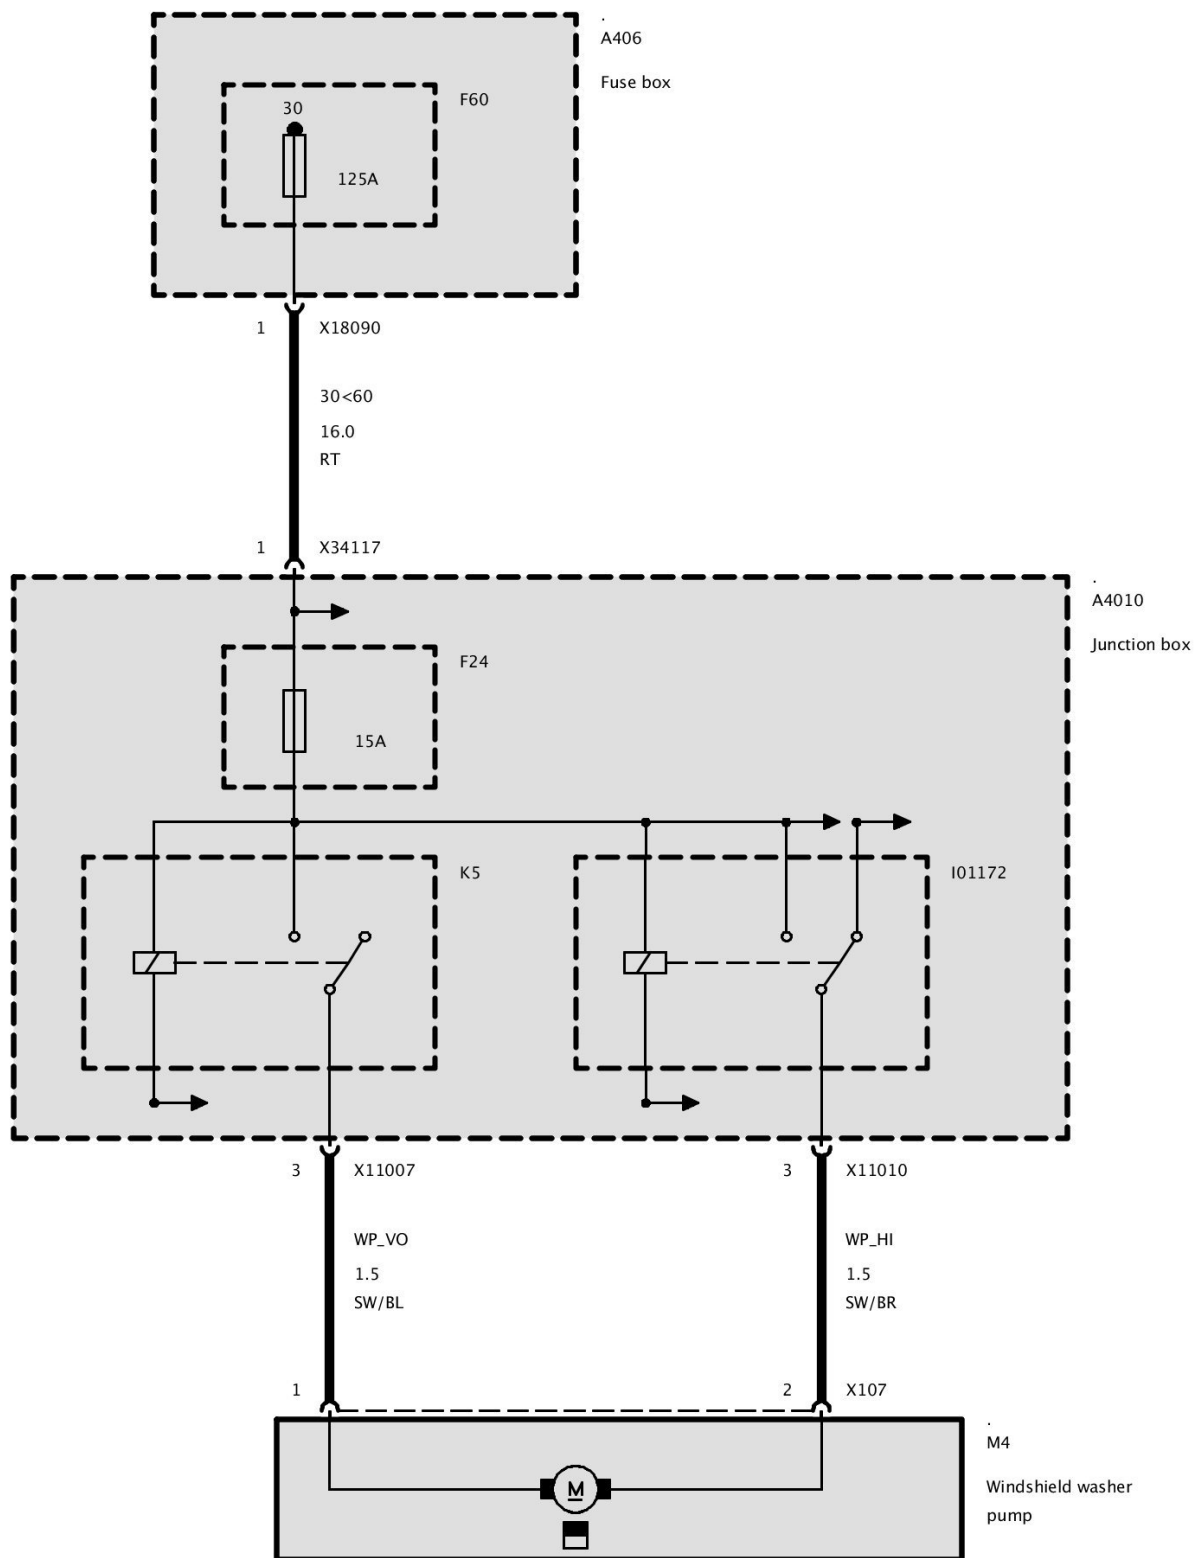 .
A406
Fuse box
F60
30
125A
1 X18090
30<60
16.0
RT
1 X34117
.
A4010
Junction box
F24
15A
K5
I01172
3 X11007
3 X11010
WP_VO
WP_HI
1.5
1.5
SW/BL
SW/BR
1
2 X107
.
M4
M
Windshield washer
pump